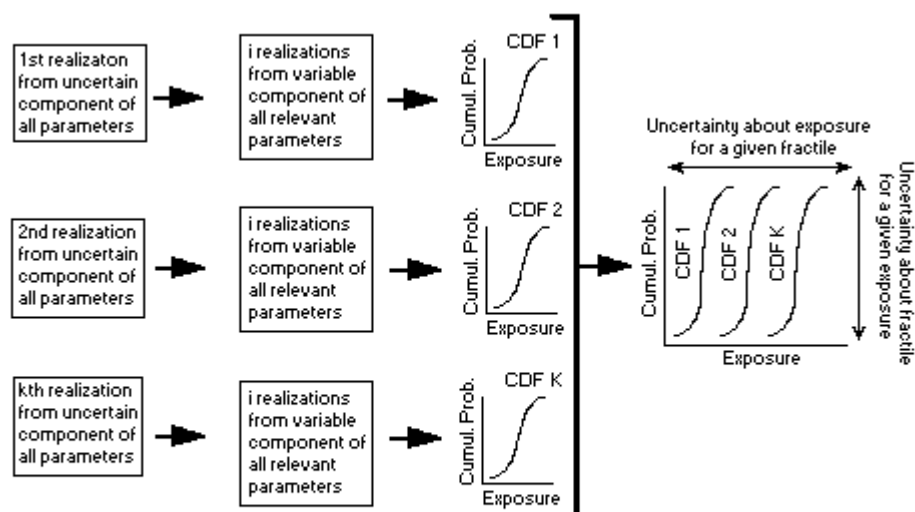 1st realizaton
from uncertain
component of
all parameters
i realizations
from variable
component of
all relevant
parameters
CDF 1
Cumul. Prob.
Exposure
2nd realization
from uncertain
component of
all parameters
i realizations
from variable
component of
all relevant
parameters
CDF 2
Cumul. Prob.
Exposure
kth realization
from uncertain
component of
all parameters
i realizations
from variable
component of
all relevant
parameters
CDF K
Cumul. Prob.
Exposure
Uncertainty about exposure
for a given fractile
Cumul. Prob.
CDF 1
CDF 2
CDF K
Exposure
Uncertainty about fractile
for a given exposure